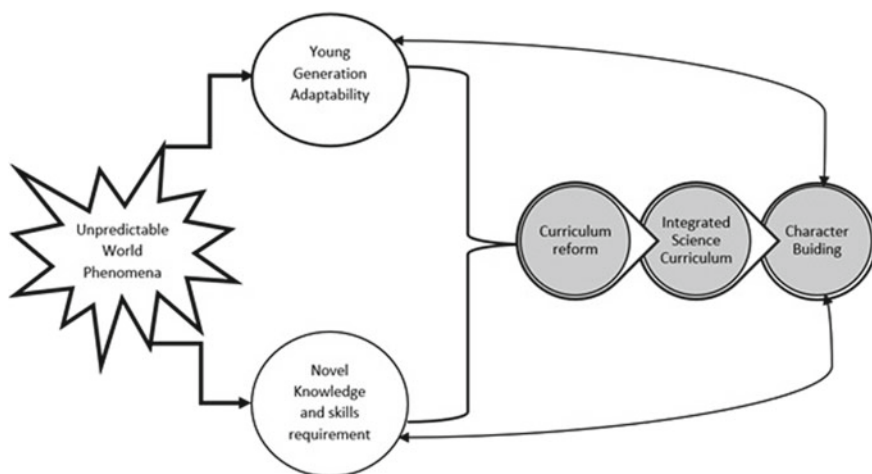 Young
Generation
Adaptability
Unpredictable
World
Phenomena
Curriculum
reform
Integrated
Science
Curriculum
Character
Buiding
Novel
Knowledge
and skills
requirement